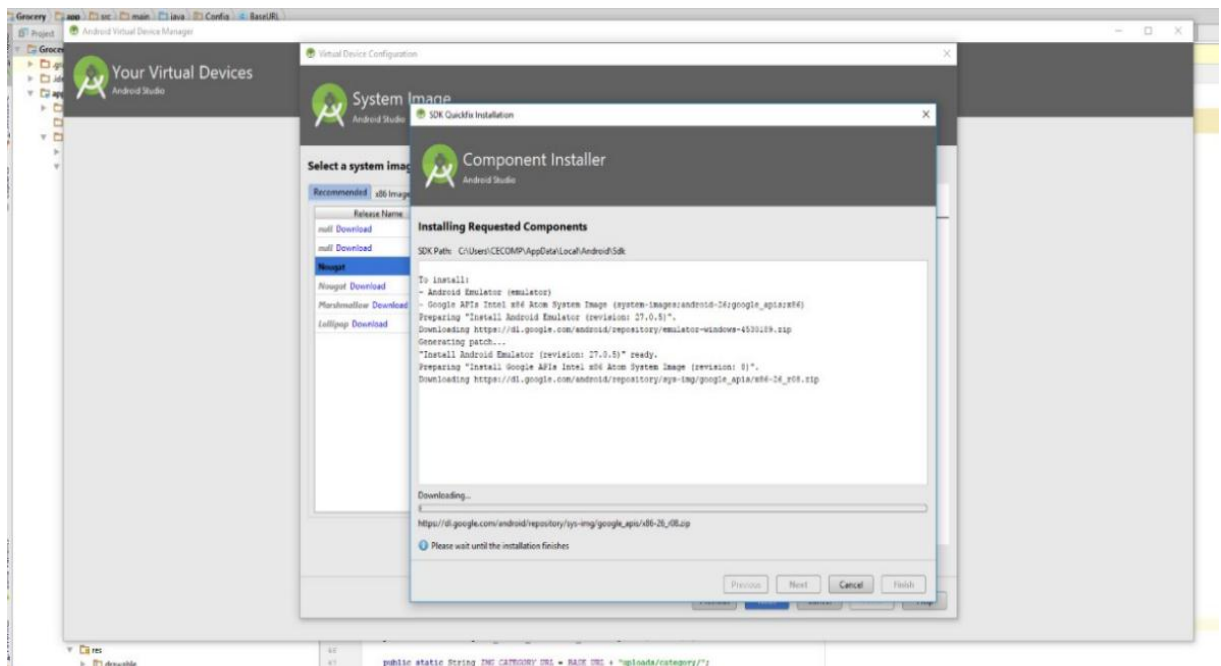 Grocery app src main java Config BaseURL
Project
Android Virtual Device Manager
Your Virtual Devices
Android Studio
Virtual Device Configuration
System Image
Android Studio
Select a system imag
Recommended x86 Image
Release Name
null Download
null Download
Nougat
Nougat Download
Marshmallow Download
Lollipop Download
SDK Quickfix Installation
Component Installer
Android Studio
Installing Requested Components
SDK Path: C:\Users\CECOMP\AppData\Local\Android\Sdk
To install:
- Android Emulator (emulator)
- Google APIs Intel x86 Atom System Image (system-images;android-26;google_apis;x86)
Preparing "Install Android Emulator (revision: 27.0.5)".
Downloading https://dl.google.com/android/repository/emulator-windows-4530189.zip
Generating patch...
"Install Android Emulator (revision: 27.0.5)" ready.
Preparing "Install Google APIs Intel x86 Atom System Image (revision: 8)".
Downloading https://dl.google.com/android/repository/sys-img/google_apis/x86-26_r08.zip
Downloading...
https://dl.google.com/android/repository/sys-img/google_apis/x86-26_r08.zip
Please wait until the installation finishes
Previous Next Cancel Finish
res
drawable
public static String IMG_CATEGORY_URL = BASE_URL + "uploads/category/";